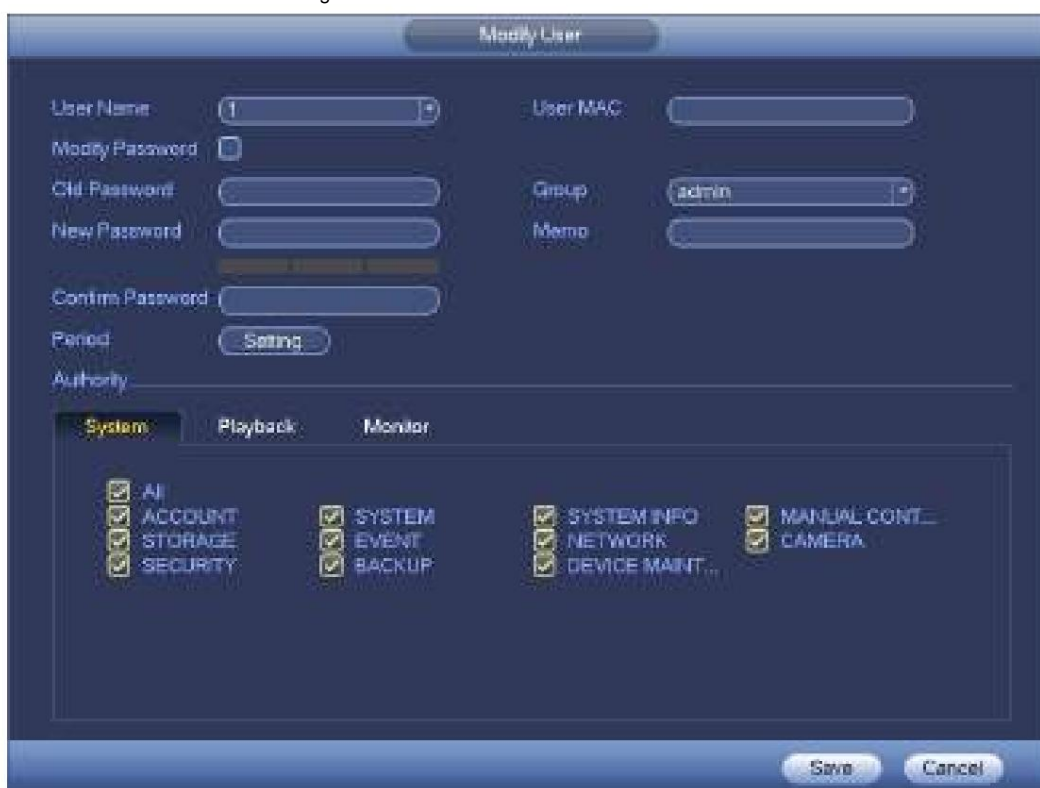 Modify User
User Name 1 User MAC
Modify Password
Old Password Group admin
New Password Memo
Confirm Password
Period Setting
Authority
System Playback Monitor
All
ACCOUNT SYSTEM SYSTEM INFO MANUAL CONT...
STORAGE EVENT NETWORK CAMERA
SECURITY BACKUP DEVICE MAINT...
Save Cancel